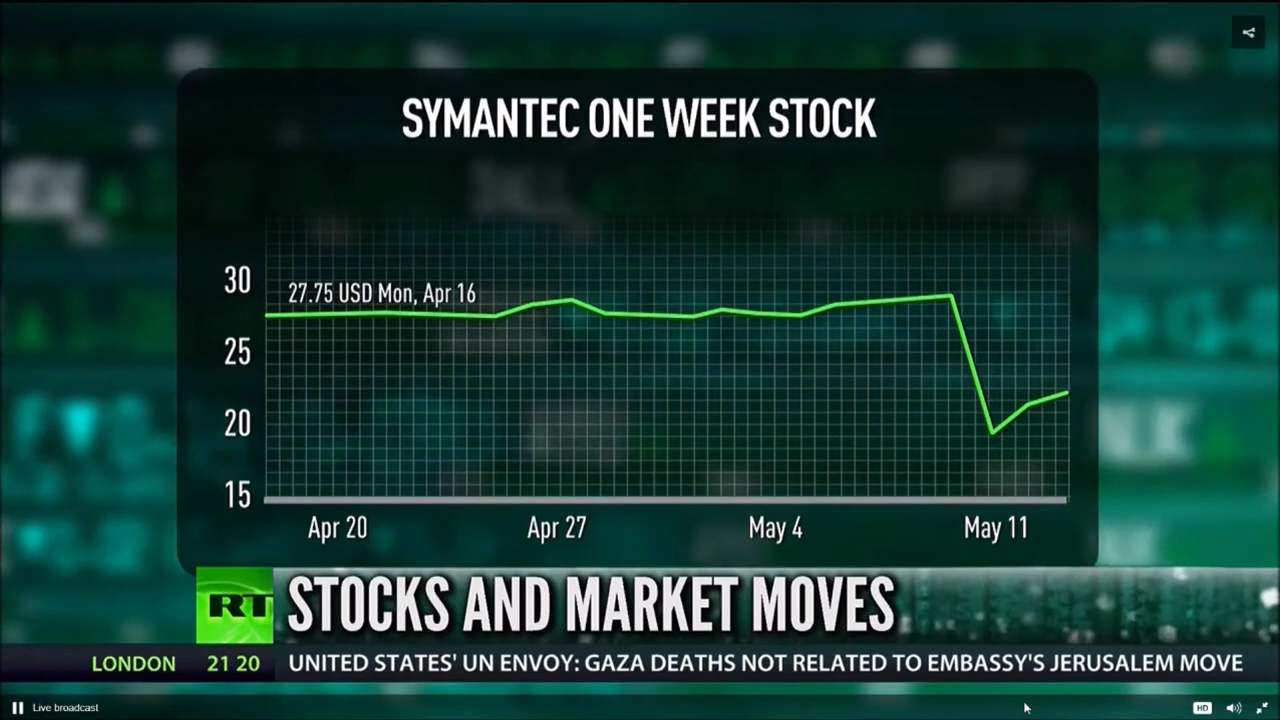 SYMANTEC ONE WEEK STOCK
30
27.75 USD Mon, Apr 16
25
20
15
Apr 20
Apr 27
May 4
May 11
RT
STOCKS AND MARKET MOVES
LONDON
21 20
UNITED STATES' UN ENVOY: GAZA DEATHS NOT RELATED TO EMBASSY'S JERUSALEM MOVE
Live broadcast
HD